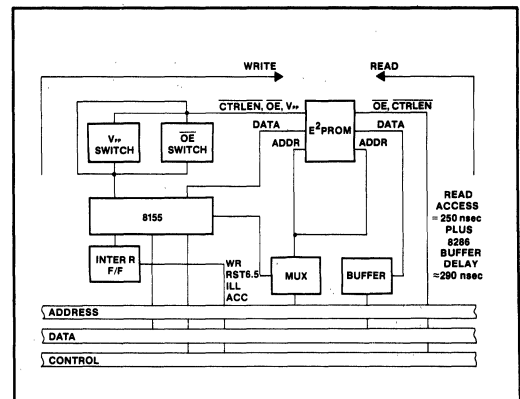 WRITE
READ
CTRLEN, OE, VPP
OE, CTRLEN
DATA
E2PROM
DATA
ADDR
ADDR
VPP
SWITCH
OE
SWITCH
8155
READ
ACCESS
= 250 nsec
PLUS
8286
BUFFER
DELAY
≈290 nsec
INTER R
F/F
WR
RST6.5
ILL
ACC
MUX
BUFFER
ADDRESS
DATA
CONTROL